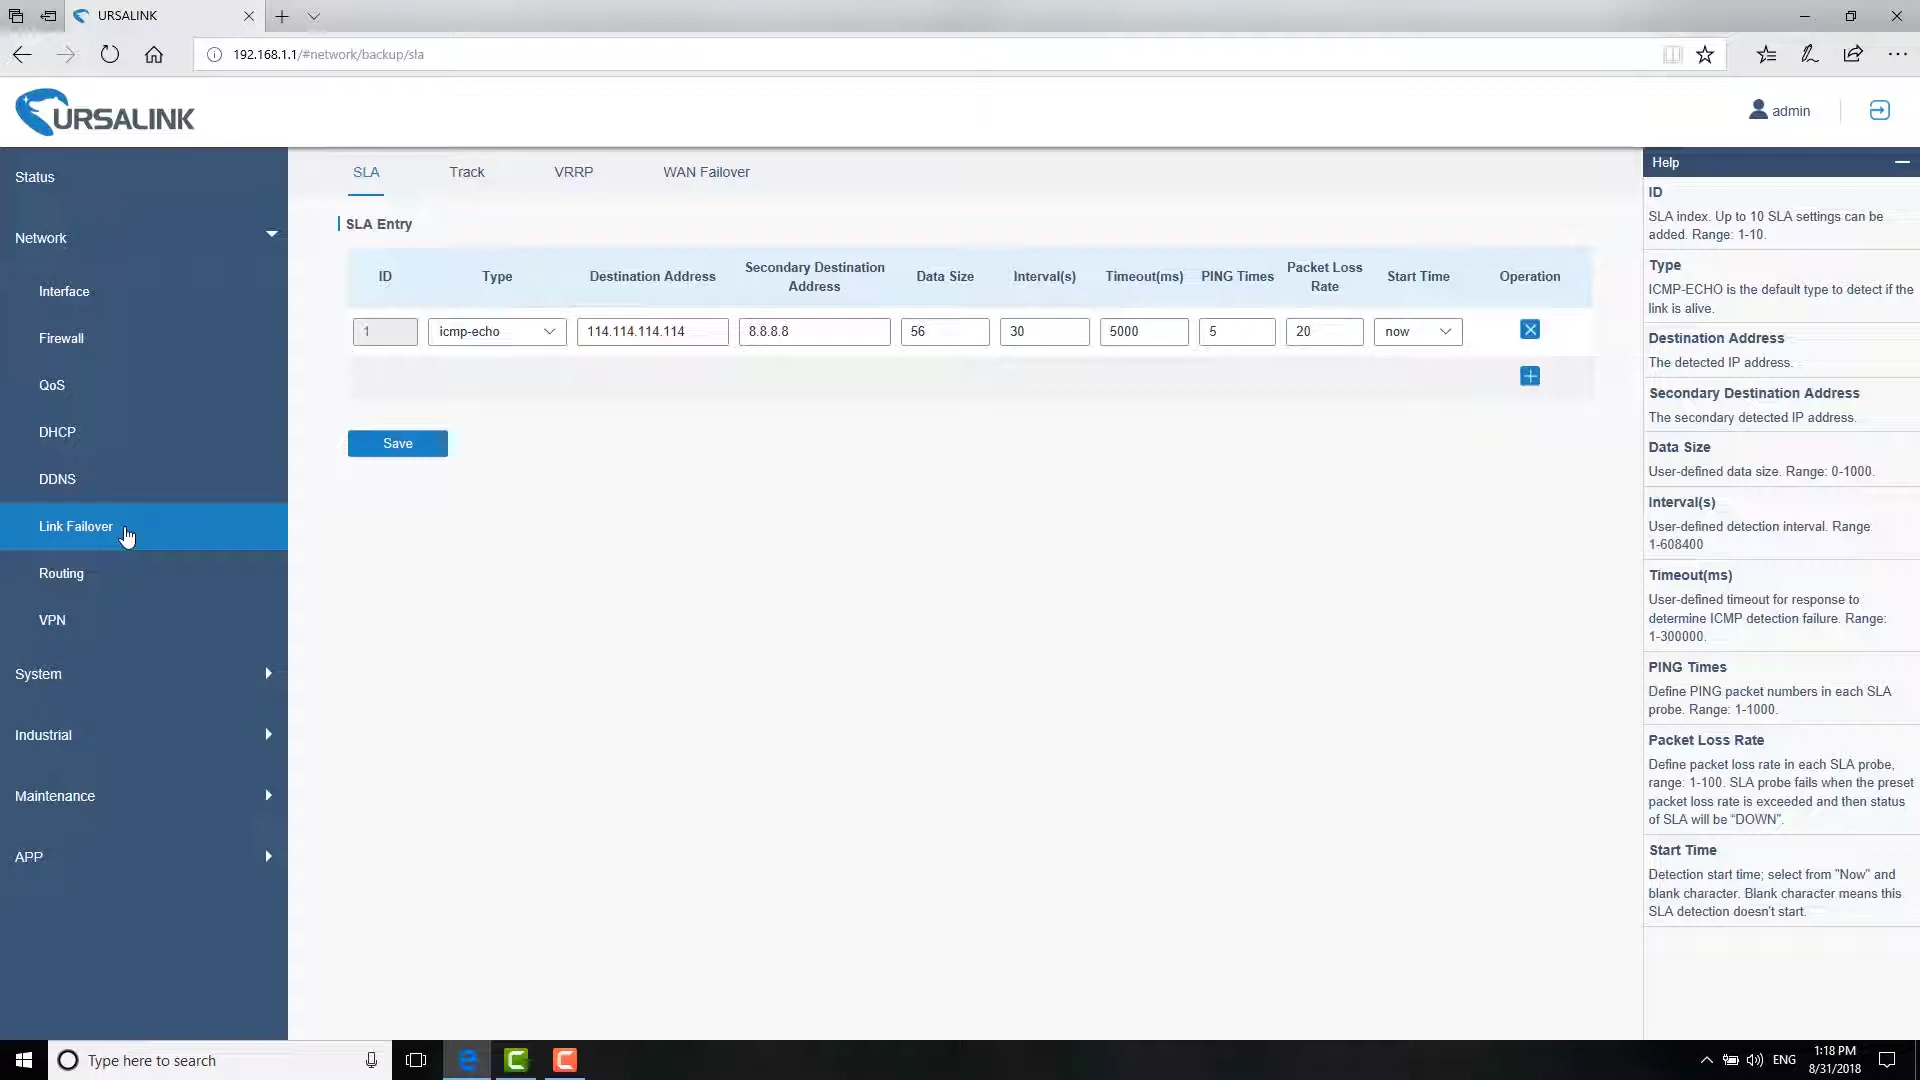 URSALINK
192.168.1.1/#network/backup/sla
URSALINK
admin
Status
Network
Interface
Firewall
QoS
DHCP
DDNS
Link Failover
Routing
VPN
System
Industrial
Maintenance
APP
SLA Track VRRP WAN Failover
SLA Entry
ID Type Destination Address Secondary Destination Address Data Size Interval(s) Timeout(ms) PING Times Packet Loss Rate Start Time Operation
1 icmp-echo 114.114.114.114 8.8.8.8 56 30 5000 5 20 now
Save
Help
ID
SLA index. Up to 10 SLA settings can be
added. Range: 1-10.
Type
ICMP-ECHO is the default type to detect if the
link is alive.
Destination Address
The detected IP address.
Secondary Destination Address
The secondary detected IP address.
Data Size
User-defined data size. Range: 0-1000.
Interval(s)
User-defined detection interval. Range
1-608400
Timeout(ms)
User-defined timeout for response to
determine ICMP detection failure. Range:
1-300000.
PING Times
Define PING packet numbers in each SLA
probe. Range: 1-1000.
Packet Loss Rate
Define packet loss rate in each SLA probe,
range: 1-100. SLA probe fails when the preset
packet loss rate is exceeded and then status
of SLA will be “DOWN”.
Start Time
Detection start time; select from "Now" and
blank character. Blank character means this
SLA detection doesn't start.
Type here to search
ENG
1:18 PM
8/31/2018